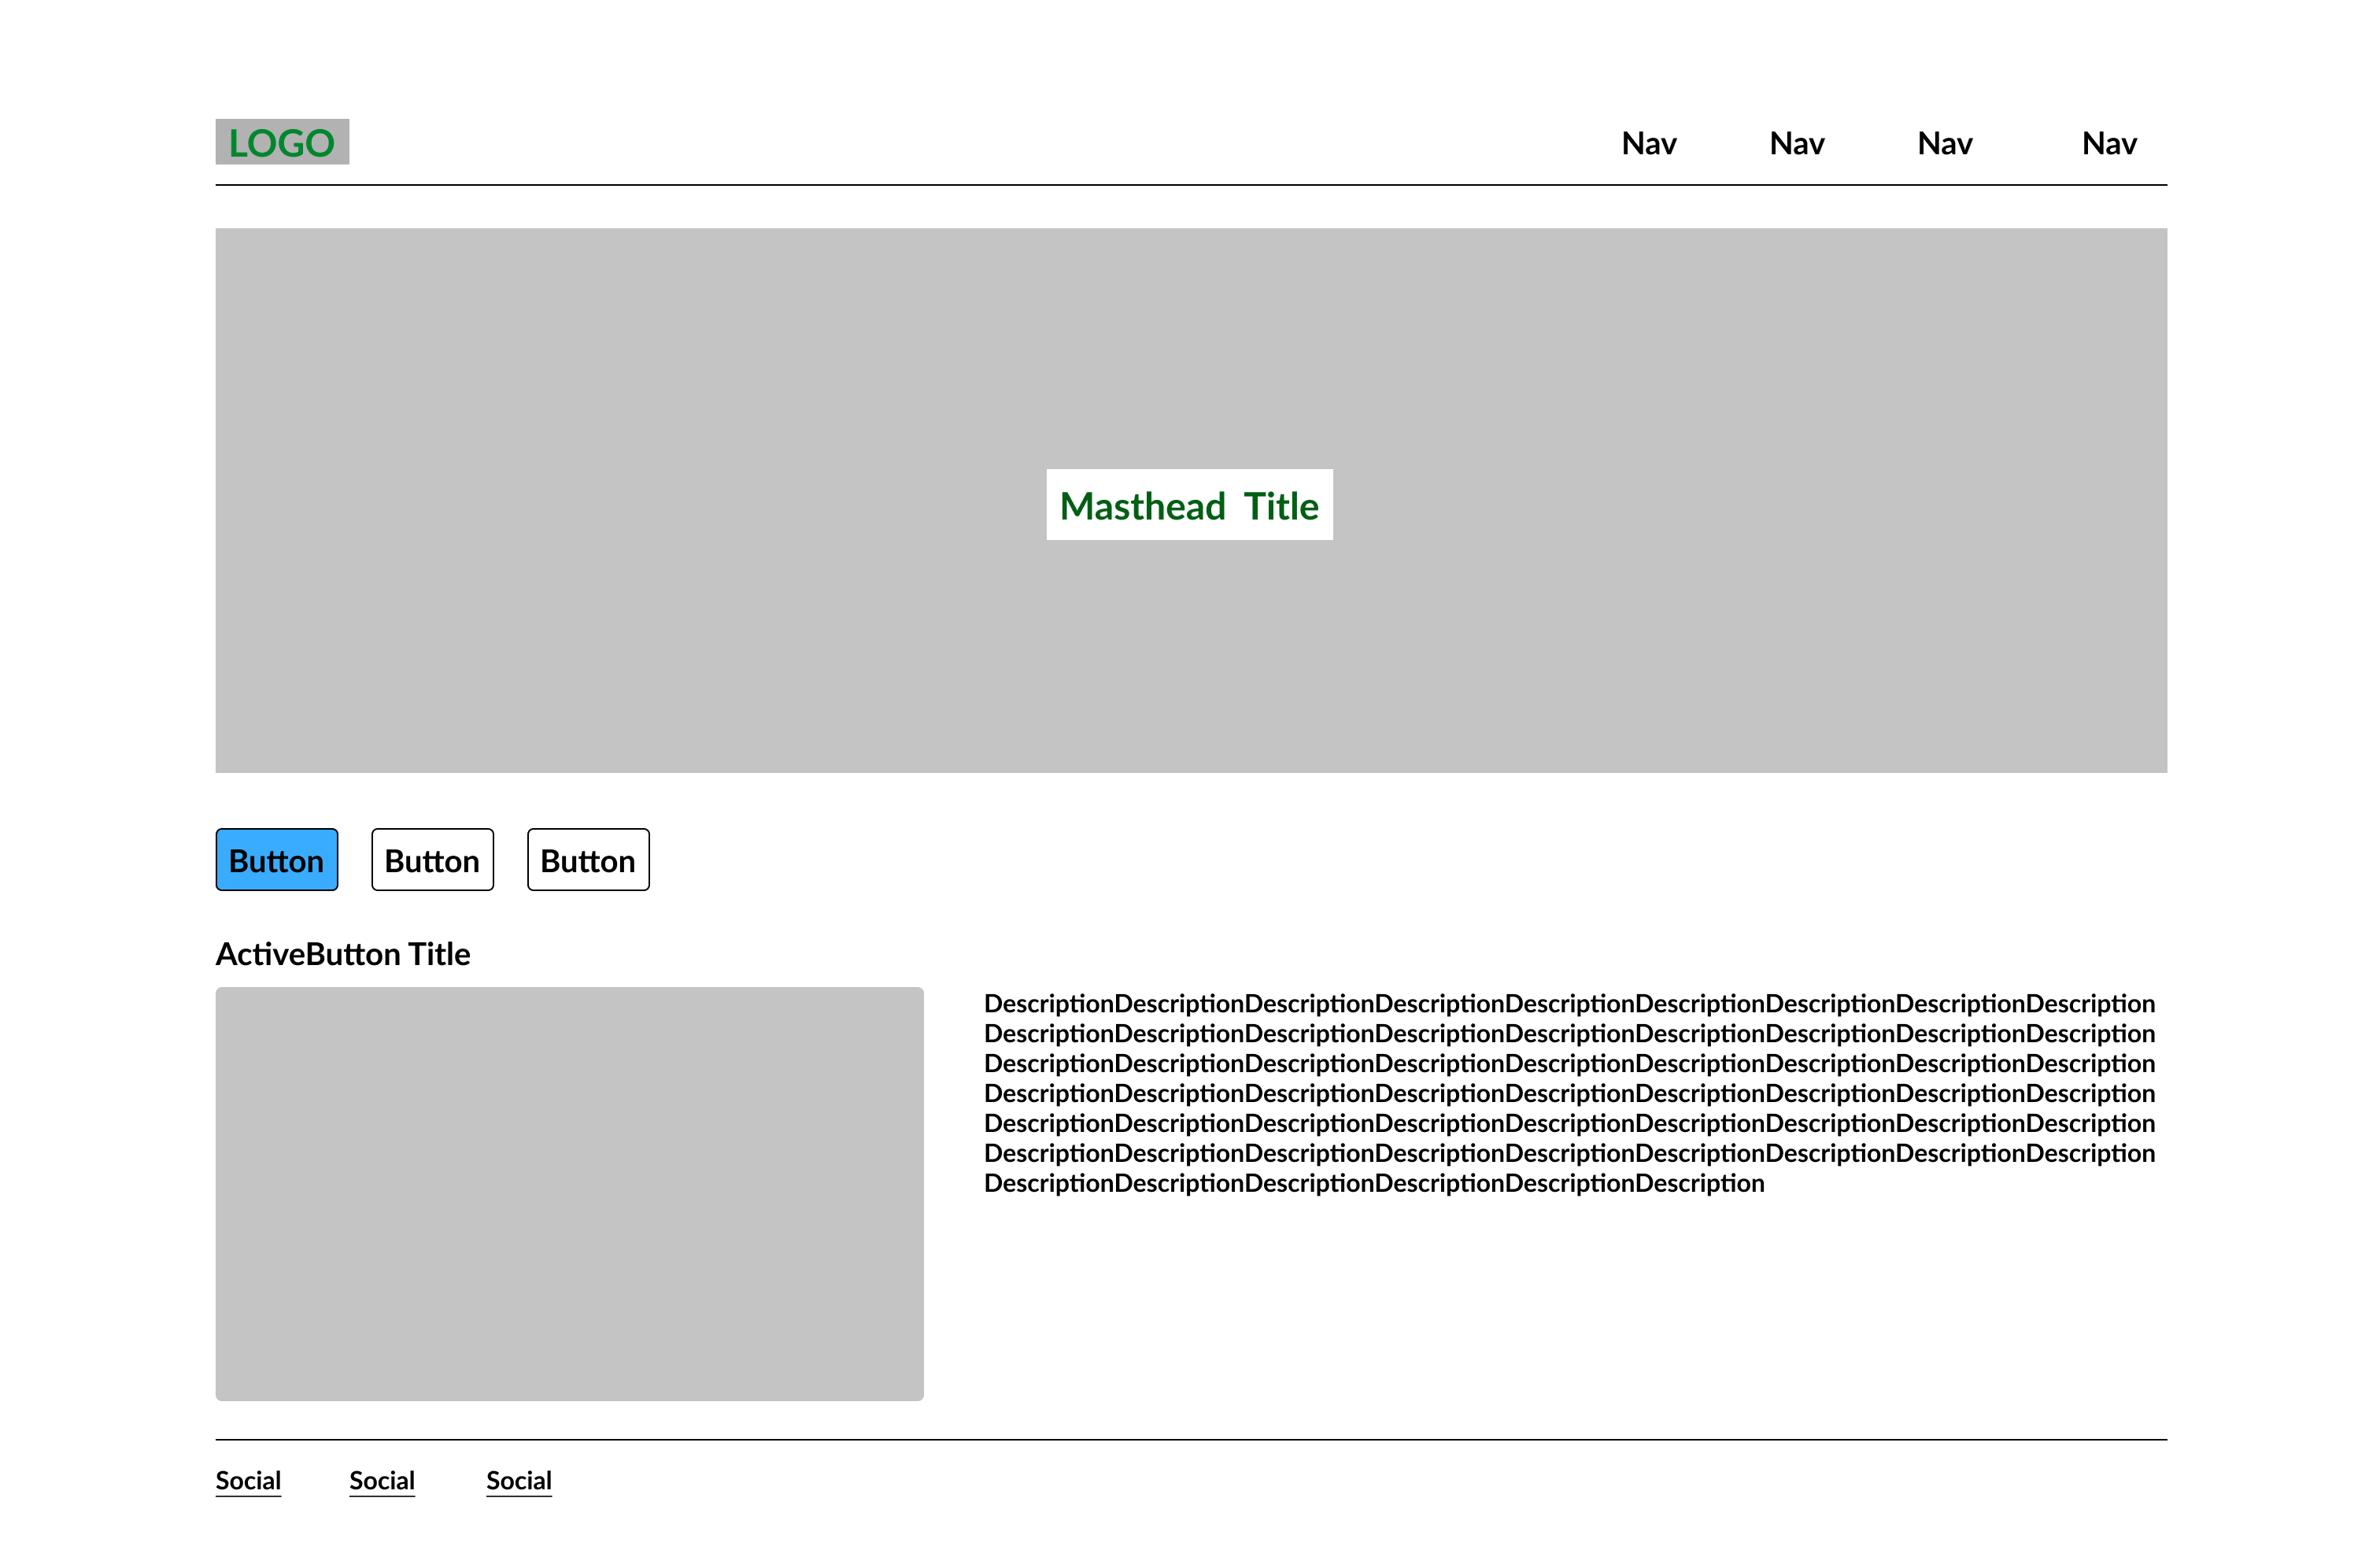 LOGO Nav Nav Nav Nav
Masthead Title
Button Button Button
ActiveButton Title
DescriptionDescriptionDescriptionDescriptionDescriptionDescriptionDescriptionDescriptionDescription
DescriptionDescriptionDescriptionDescriptionDescriptionDescriptionDescriptionDescriptionDescription
DescriptionDescriptionDescriptionDescriptionDescriptionDescriptionDescriptionDescriptionDescription
DescriptionDescriptionDescriptionDescriptionDescriptionDescriptionDescriptionDescriptionDescription
DescriptionDescriptionDescriptionDescriptionDescriptionDescriptionDescriptionDescriptionDescription
DescriptionDescriptionDescriptionDescriptionDescriptionDescriptionDescriptionDescriptionDescription
DescriptionDescriptionDescriptionDescriptionDescriptionDescription
Social Social Social